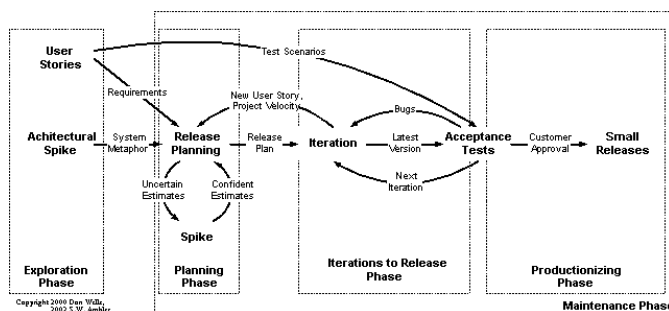 User
Stories
Test Scenarios
Requirements
New User Story,
Project Velocity
Bugs
Achitectural
Spike
System
Metaphor
Release
Planning
Release
Plan
Iteration
Latest
Version
Acceptance
Tests
Customer
Approval
Small
Releases
Next
Iteration
Uncertain
Estimates
Confident
Estimates
Spike
Exploration
Phase
Planning
Phase
Iterations to Release
Phase
Productionizing
Phase
Copyright 2000 Don Wells,
2002 S.W. Ambler
Maintenance Phase